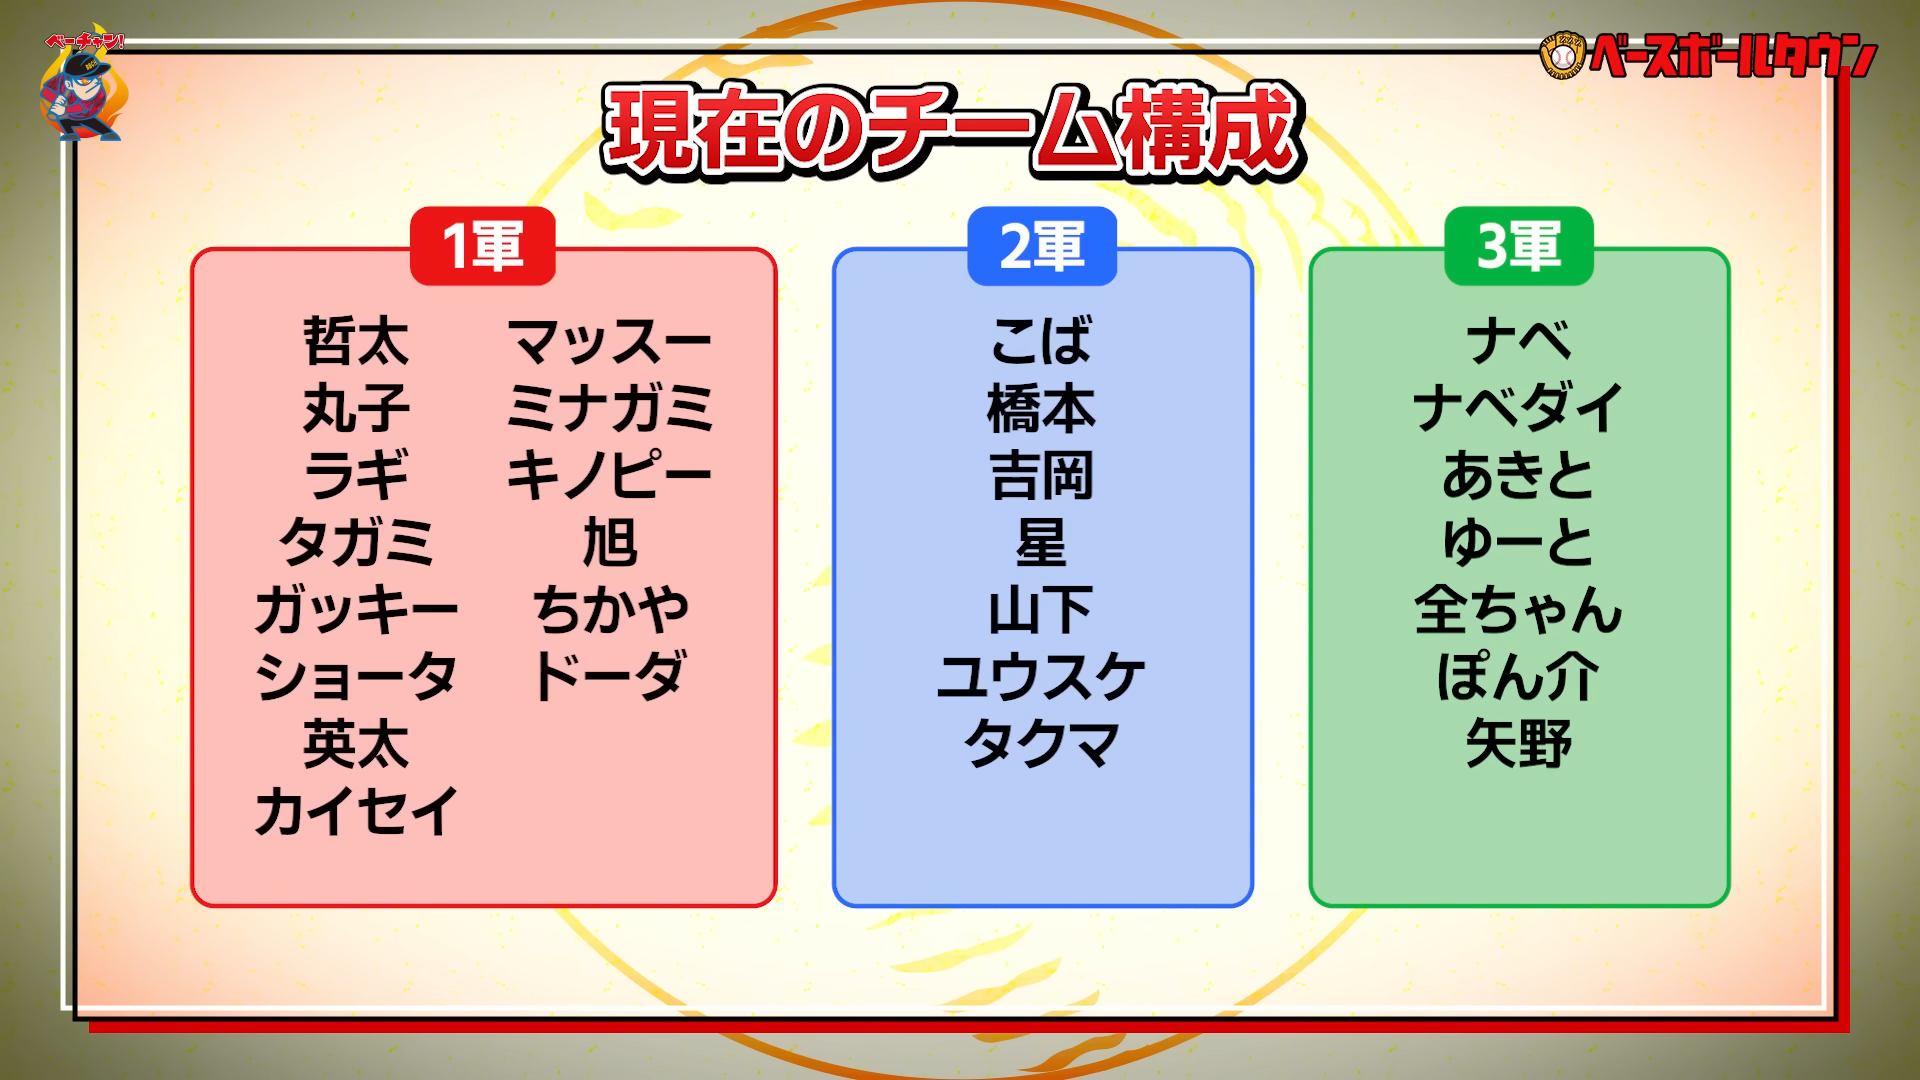 ベーチャン!
ベースボールタウン
現在のチーム構成
1軍
哲太
丸子
ラギ
タガミ
ガッキー
ショータ
英太
カイセイ
マッスー
ミナガミ
キノピー
旭
ちかや
ドーダ
2軍
こば
橋本
吉岡
星
山下
ユウスケ
タクマ
3軍
ナベ
ナベダイ
あきと
ゆーと
全ちゃん
ぽん介
矢野